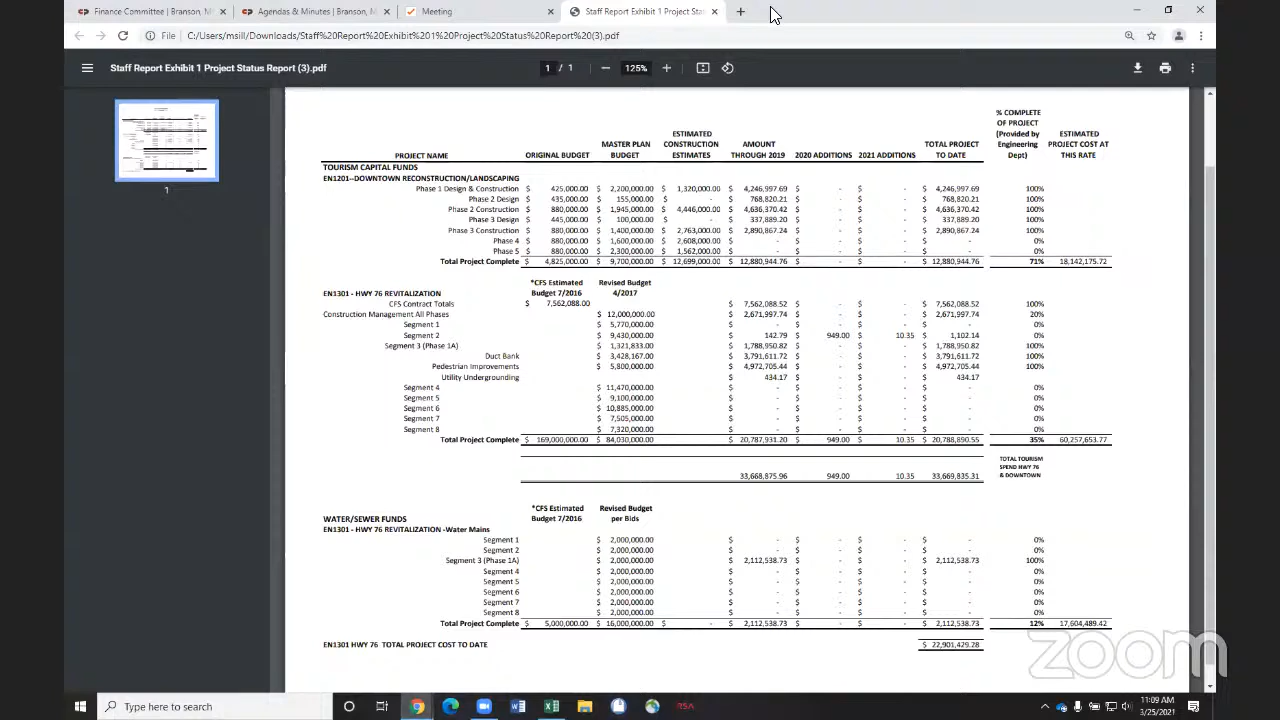 Finance Committee | Branson, M
Agendas & Minutes | Branson, M
Meeting
Staff Report Exhibit 1 Project Stat
File C:/Users/msill/Downloads/Staff%20Report%20Exhibit%201%20Project%20Status%20Report%20(3).pdf
Staff Report Exhibit 1 Project Status Report (3).pdf 1 / 1 125%
1
PROJECT NAME ORIGINAL BUDGET MASTER PLAN BUDGET ESTIMATED CONSTRUCTION ESTIMATES AMOUNT THROUGH 2019 2020 ADDITIONS 2021 ADDITIONS TOTAL PROJECT TO DATE % COMPLETE OF PROJECT (Provided by Engineering Dept) ESTIMATED PROJECT COST AT THIS RATE
TOURISM CAPITAL FUNDS
EN1201--DOWNTOWN RECONSTRUCTION/LANDSCAPING
Phase 1 Design & Construction $ 425,000.00 $ 2,200,000.00 $ 1,320,000.00 $ 4,246,997.69 $ - $ - $ 4,246,997.69 100%
Phase 2 Design $ 435,000.00 $ 155,000.00 $ - $ 768,820.21 $ - $ - $ 768,820.21 100%
Phase 2 Construction $ 880,000.00 $ 1,945,000.00 $ 4,446,000.00 $ 4,636,370.42 $ - $ - $ 4,636,370.42 100%
Phase 3 Design $ 445,000.00 $ 100,000.00 $ - $ 337,889.20 $ - $ - $ 337,889.20 100%
Phase 3 Construction $ 880,000.00 $ 1,400,000.00 $ 2,763,000.00 $ 2,890,867.24 $ - $ - $ 2,890,867.24 100%
Phase 4 $ 880,000.00 $ 1,600,000.00 $ 2,608,000.00 $ - $ - $ - $ - 0%
Phase 5 $ 880,000.00 $ 2,300,000.00 $ 1,562,000.00 $ - $ - $ - $ - 0%
Total Project Complete $ 4,825,000.00 $ 9,700,000.00 $ 12,699,000.00 $ 12,880,944.76 $ - $ - $ 12,880,944.76 71% 18,142,175.72
EN1301 - HWY 76 REVITALIZATION *CFS Estimated Budget 7/2016 Revised Budget 4/2017
CFS Contract Totals $ 7,562,088.00 $ 7,562,088.52 $ - $ - $ 7,562,088.52 100%
Construction Management All Phases $ 12,000,000.00 $ 2,671,997.74 $ - $ - $ 2,671,997.74 20%
Segment 1 $ 5,770,000.00 $ - $ - $ - $ - 0%
Segment 2 $ 9,430,000.00 $ 142.79 $ 949.00 $ 10.35 $ 1,102.14 0%
Segment 3 (Phase 1A) $ 1,321,833.00 $ 1,788,950.82 $ - $ - $ 1,788,950.82 100%
Duct Bank $ 3,428,167.00 $ 3,791,611.72 $ - $ - $ 3,791,611.72 100%
Pedestrian Improvements $ 5,800,000.00 $ 4,972,705.44 $ - $ - $ 4,972,705.44 100%
Utility Undergrounding $ 434.17 $ - $ - $ 434.17
Segment 4 $ 11,470,000.00 $ - $ - $ - $ - 0%
Segment 5 $ 9,100,000.00 $ - $ - $ - $ - 0%
Segment 6 $ 10,885,000.00 $ - $ - $ - $ - 0%
Segment 7 $ 7,505,000.00 $ - $ - $ - $ - 0%
Segment 8 $ 7,320,000.00 $ - $ - $ - $ - 0%
Total Project Complete $ 169,000,000.00 $ 84,030,000.00 $ 20,787,931.20 $ 949.00 $ 10.35 $ 20,788,890.55 35% 60,257,653.77
33,668,875.96 949.00 10.35 33,669,835.31 TOTAL TOURISM SPEND HWY 76 & DOWNTOWN
WATER/SEWER FUNDS *CFS Estimated Budget 7/2016 Revised Budget per Bids
EN1301 - HWY 76 REVITALIZATION -Water Mains
Segment 1 $ 2,000,000.00 $ - $ - $ - $ - 0%
Segment 2 $ 2,000,000.00 $ - $ - $ - $ - 0%
Segment 3 (Phase 1A) $ 2,000,000.00 $ 2,112,538.73 $ - $ - $ 2,112,538.73 100%
Segment 4 $ 2,000,000.00 $ - $ - $ - $ - 0%
Segment 5 $ 2,000,000.00 $ - $ - $ - $ - 0%
Segment 6 $ 2,000,000.00 $ - $ - $ - $ - 0%
Segment 7 $ 2,000,000.00 $ - $ - $ - $ - 0%
Segment 8 $ 2,000,000.00 $ - $ - $ - $ - 0%
Total Project Complete $ 5,000,000.00 $ 16,000,000.00 $ - $ 2,112,538.73 $ - $ - $ 2,112,538.73 12% 17,604,489.42
EN1301 HWY 76 TOTAL PROJECT COST TO DATE $ 22,901,429.28
zoom
Type here to search
RSA
11:09 AM
3/25/2021